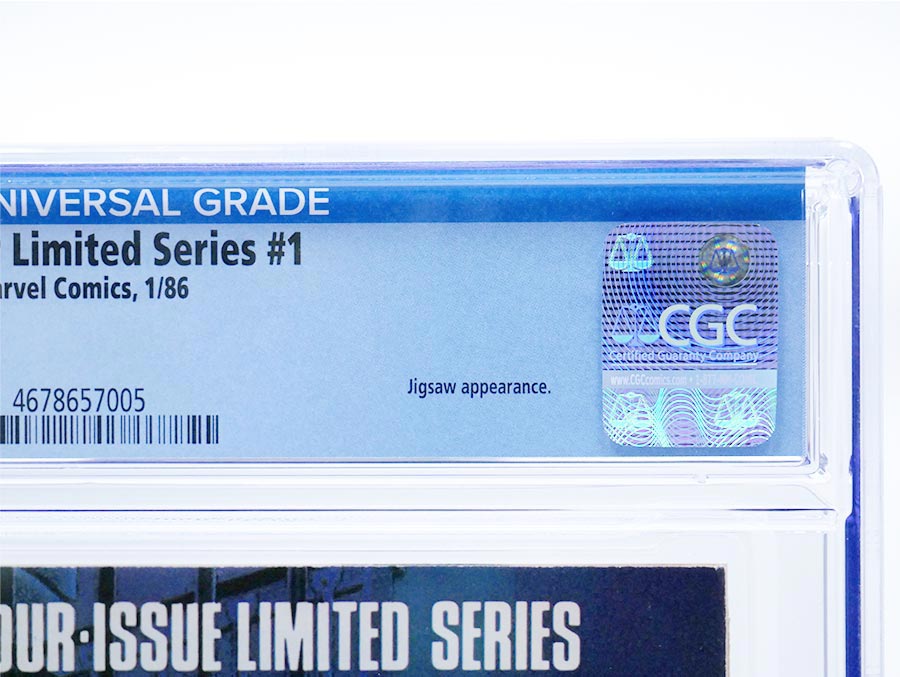 NIVERSAL GRADE
Limited Series #1
arvel Comics, 1/86
Jigsaw appearance.
4678657005
CGC
Certified Guaranty Company
www.CGCcomics.com •
OUR·ISSUE LIMITED SERIES